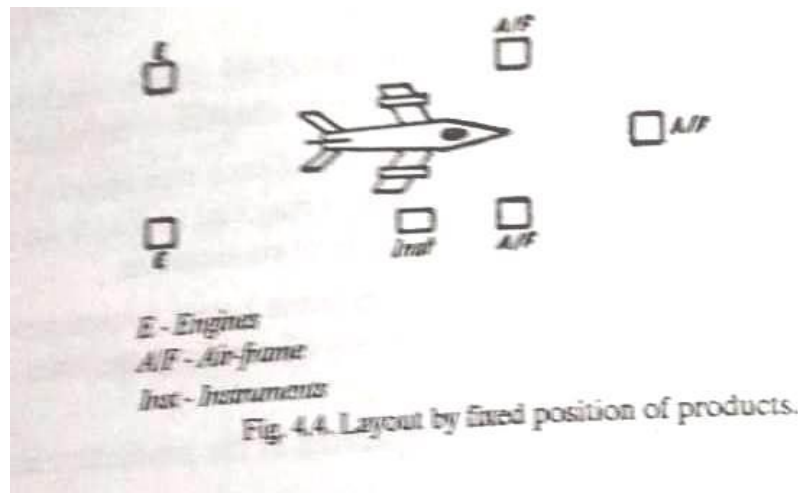 E
A/F
A/F
E
Inst
A/F
E - Engines
A/F - Air-frame
Inst - Instruments
Fig. 4.4. Layout by fixed position of products.